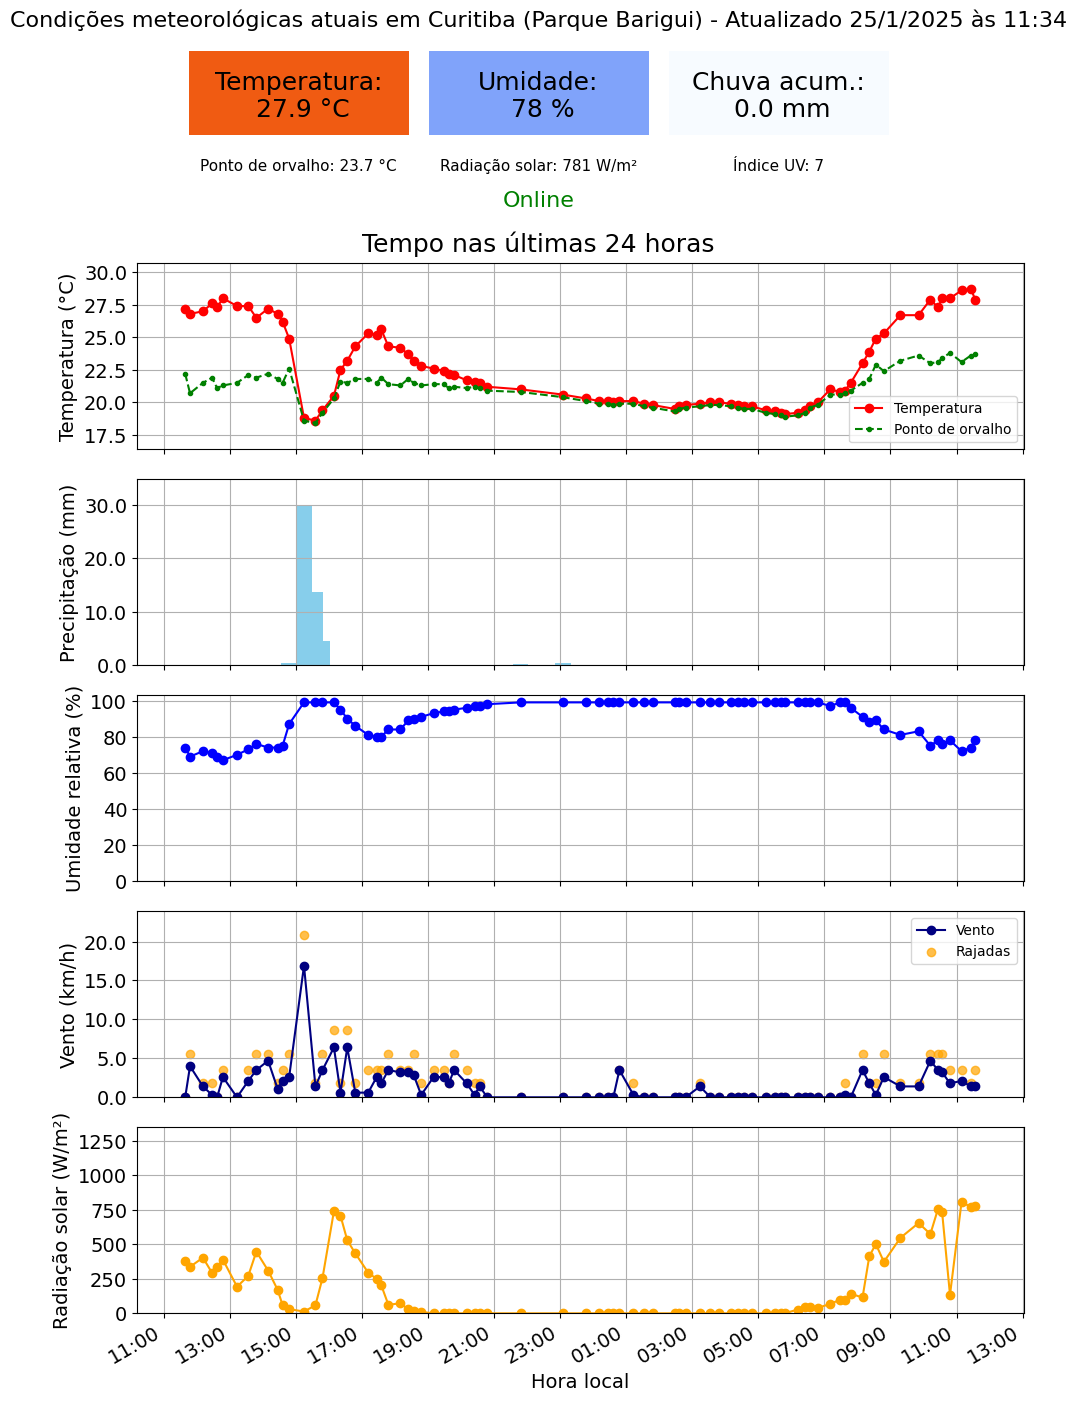 Condições meteorológicas atuais em Curitiba (Parque Barigui) - Atualizado 25/1/2025 às 11:34
Temperatura:
27.9 °C
Umidade:
78 %
Chuva acum.:
0.0 mm
Ponto de orvalho: 23.7 °C
Radiação solar: 781 W/m²
Índice UV: 7
Online
Tempo nas últimas 24 horas
Temperatura (°C)
30.0
27.5
25.0
22.5
20.0
17.5
Temperatura
Ponto de orvalho
Precipitação (mm)
30.0
20.0
10.0
0.0
Umidade relativa (%)
100
80
60
40
20
0
Vento (km/h)
20.0
15.0
10.0
5.0
0.0
Vento
Rajadas
Radiação solar (W/m²)
1250
1000
750
500
250
0
11:00
13:00
15:00
17:00
19:00
21:00
23:00
01:00
03:00
05:00
07:00
09:00
11:00
13:00
Hora local